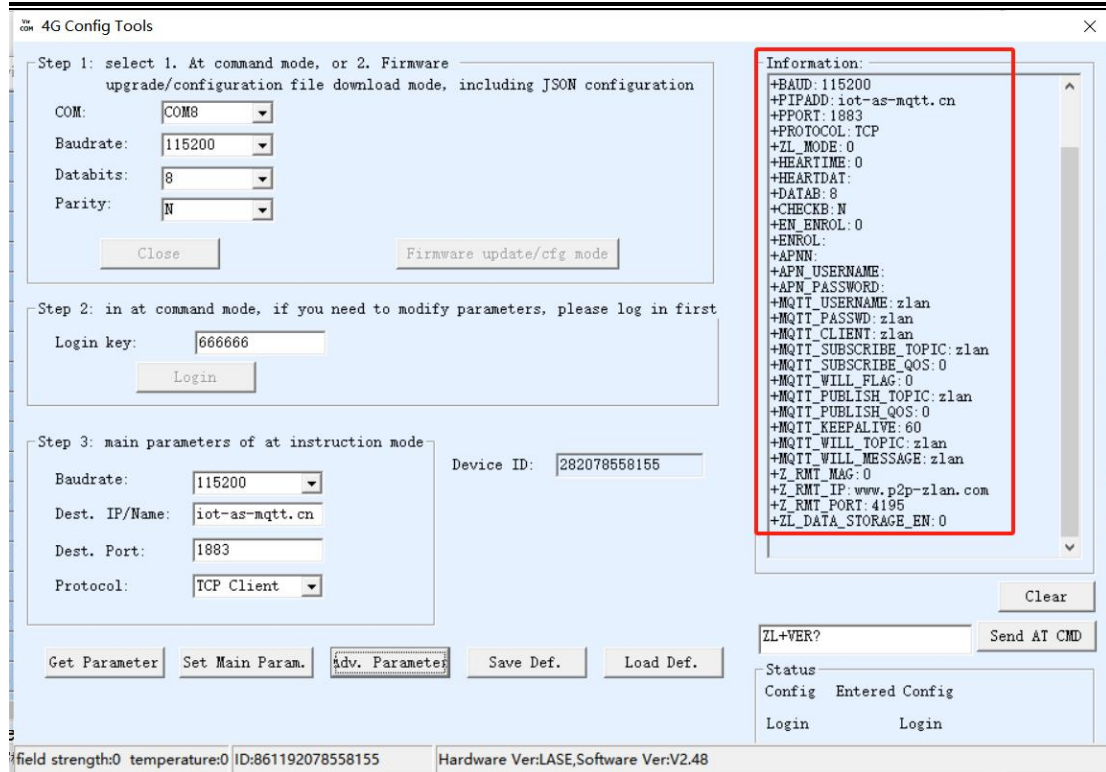 4G Config Tools
Step 1: select 1. At command mode, or 2. Firmware
upgrade/configuration file download mode, including JSON configuration
COM: COM8
Baudrate: 115200
Databits: 8
Parity: N
Close
Firmware update/cfg mode
Step 2: in at command mode, if you need to modify parameters, please log in first
Login key: 666666
Login
Step 3: main parameters of at instruction mode
Baudrate: 115200
Dest. IP/Name: iot-as-mqtt.cn
Dest. Port: 1883
Protocol: TCP Client
Device ID: 282078558155
Get Parameter
Set Main Param.
Adv. Parameter
Save Def.
Load Def.
Information:
+BAUD:115200
+PIPADD:iot-as-mqtt.cn
+PPORT:1883
+PROTOCOL:TCP
+ZL_MODE:0
+HEARTIME:0
+HEARTDAT:
+DATAB:8
+CHECKB:N
+EN_ENROL:0
+ENROL:
+APNN:
+APN_USERNAME:
+APN_PASSWORD:
+MQTT_USERNAME:zlan
+MQTT_PASSWD:zlan
+MQTT_CLIENT:zlan
+MQTT_SUBSCRIBE_TOPIC:zlan
+MQTT_SUBSCRIBE_QOS:0
+MQTT_WILL_FLAG:0
+MQTT_PUBLISH_TOPIC:zlan
+MQTT_PUBLISH_QOS:0
+MQTT_KEEPALIVE:60
+MQTT_WILL_TOPIC:zlan
+MQTT_WILL_MESSAGE:zlan
+Z_RMT_MAG:0
+Z_RMT_IP:www.p2p-zlan.com
+Z_RMT_PORT:4195
+ZL_DATA_STORAGE_EN:0
Clear
ZL+VER?
Send AT CMD
Status
Config Entered Config
Login Login
field strength:0 temperature:0 ID:861192078558155 Hardware Ver:LASE,Software Ver:V2.48